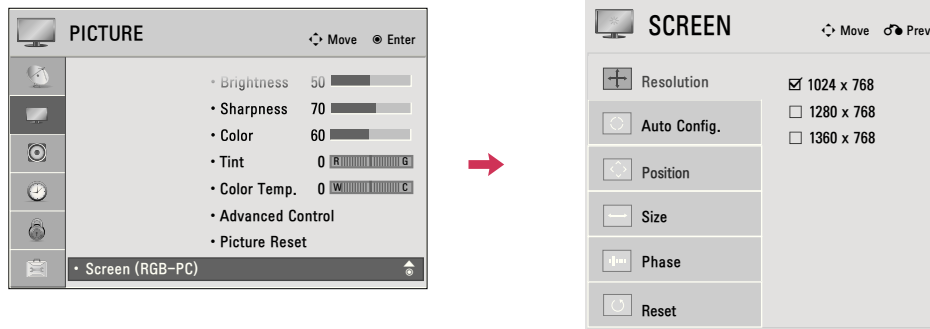 PICTURE
Move Enter
• Brightness 50
• Sharpness 70
• Color 60
• Tint 0 R G
• Color Temp. 0 W C
• Advanced Control
• Picture Reset
• Screen (RGB-PC)
SCREEN
Move Prev
Resolution
Auto Config.
Position
Size
Phase
Reset
☑ 1024 x 768
☐ 1280 x 768
☐ 1360 x 768